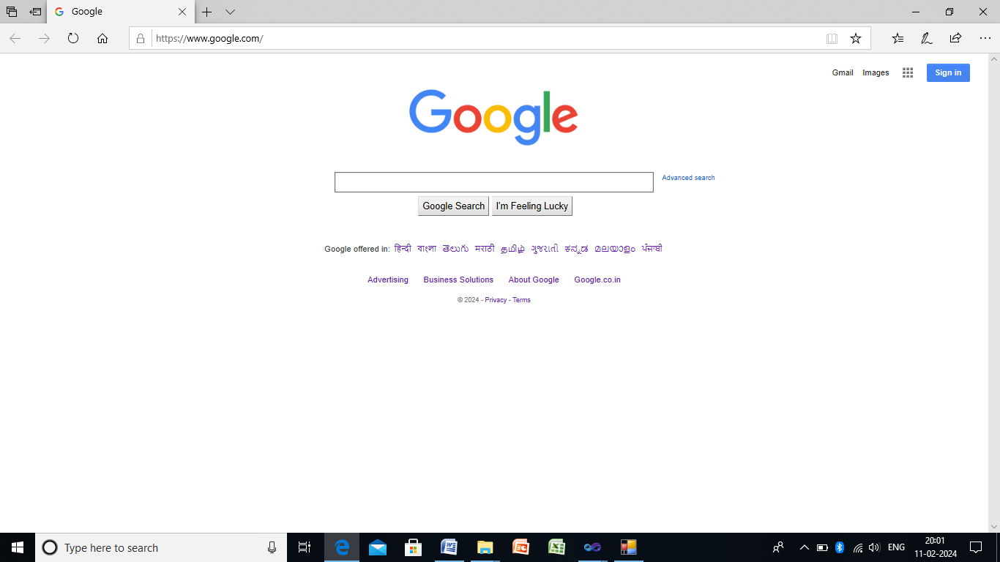 Google
https://www.google.com/
Gmail Images Sign in
Google
Advanced search
Google Search I'm Feeling Lucky
Google offered in: हिन्दी বাংলা తెలుగు मराठी தமிழ் ગુજરાતી ಕನ್ನಡ മലയാളം ਪੰਜਾਬੀ
Advertising Business Solutions About Google Google.co.in
© 2024 - Privacy - Terms
Type here to search
ENG
20:01
11-02-2024